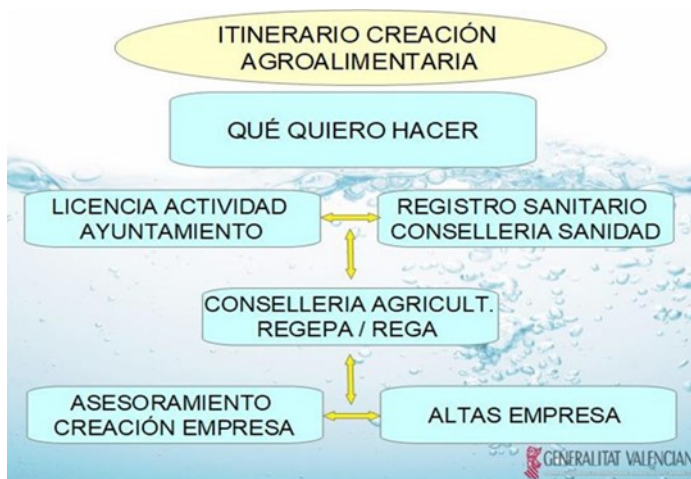 ITINERARIO CREACIÓN
AGROALIMENTARIA
QUÉ QUIERO HACER
LICENCIA ACTIVIDAD
AYUNTAMIENTO
REGISTRO SANITARIO
CONSELLERIA SANIDAD
CONSELLERIA AGRICULT.
REGEPA / REGA
ASESORAMIENTO
CREACIÓN EMPRESA
ALTAS EMPRESA
GENERALITAT VALENCIAN